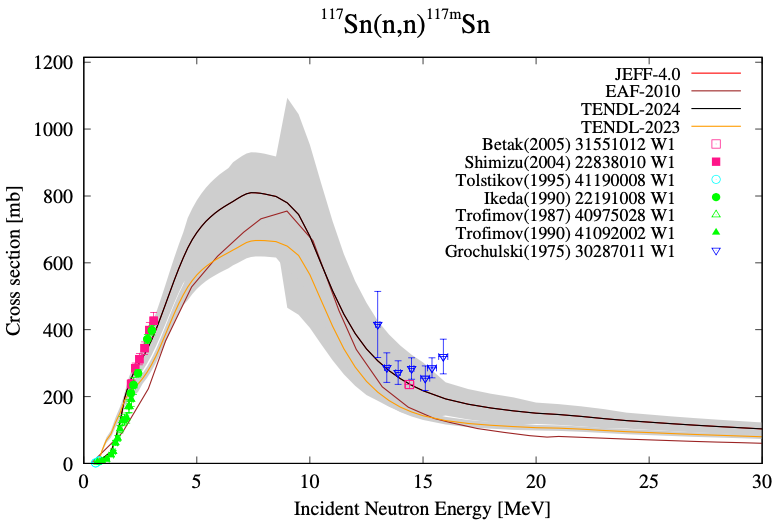 ¹¹⁷Sn(n,n)¹¹⁷ᵐSn
1200
1000
800
600
400
200
0
Cross section [mb]
JEFF-4.0
EAF-2010
TENDL-2024
TENDL-2023
Betak(2005) 31551012 W1
Shimizu(2004) 22838010 W1
Tolstikov(1995) 41190008 W1
Ikeda(1990) 22191008 W1
Trofimov(1987) 40975028 W1
Trofimov(1990) 41092002 W1
Grochulski(1975) 30287011 W1
0 5 10 15 20 25 30
Incident Neutron Energy [MeV]